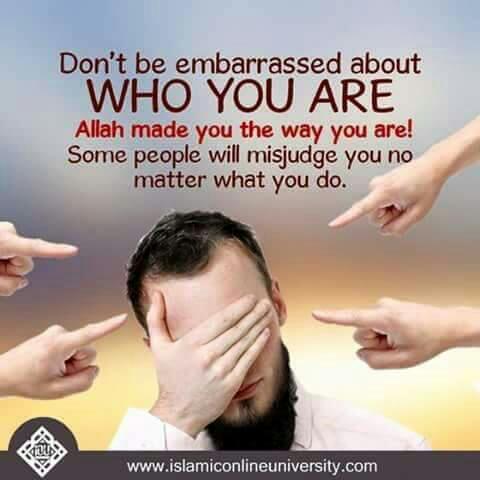 Don't be embarrassed about
WHO YOU ARE
Allah made you the way you are!
Some people will misjudge you no
matter what you do.
IOU
www.islamiconlineuniversity.com